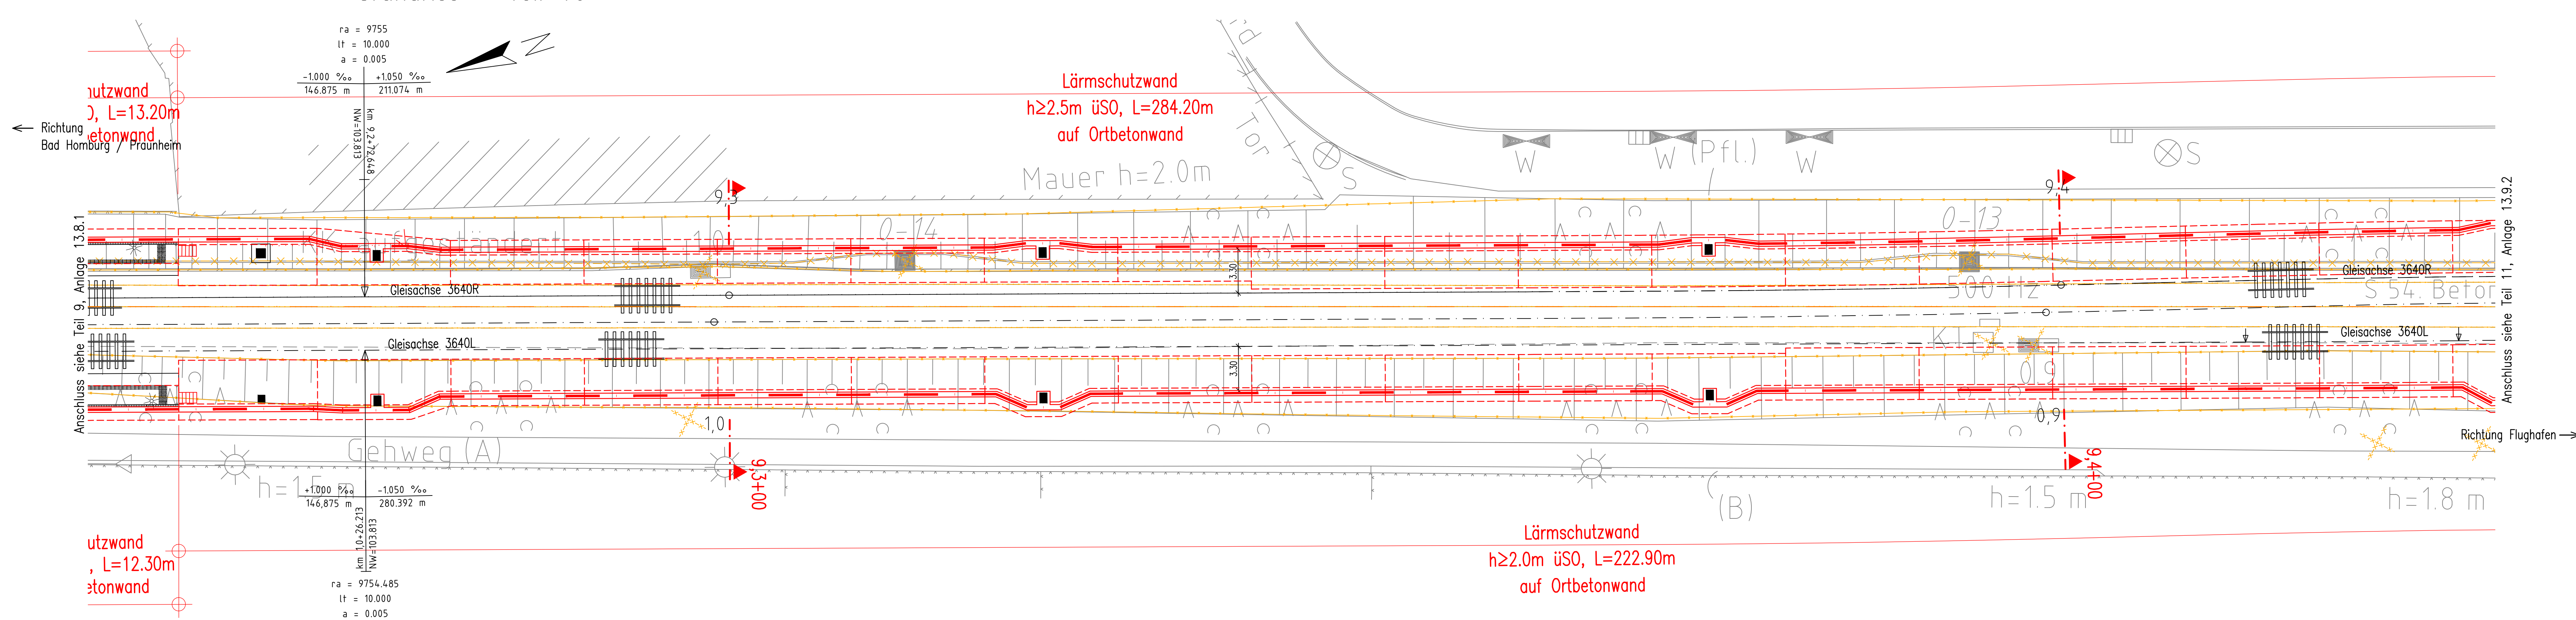 ra = 9755
lt = 10.000
a = 0.005
-1.000 ‰ +1.050 ‰
146.875 m 211.074 m
km 9,2+72.648
NW=103.813
N
utzwand
L=13.20m
etonwand
Richtung
Bad Homburg / Praunheim
Lärmschutzwand
h≥2.5m üSO, L=284.20m
auf Ortbetonwand
Tor
W
W
(Pfl.)
W
S
S
Mauer h=2.0m
9,3
9,4
0-14
0-13
Anschluss siehe Teil 9, Anlage 13.8.1
Anschluss siehe Teil 11, Anlage 13.9.2
Gleisachse 3640R
Gleisachse 3640R
3.30
500 Hz
S 54. Beton
Gleisachse 3640L
Gleisachse 3640L
3.30
0,9
1,0
0,9
Richtung Flughafen
Gehweg (A)
9,3+00
9,4+00
(B)
h=1.5 m
h=1.5 m
h=1.8 m
+1.000 ‰ -1.050 ‰
146,875 m 280.392 m
km 1,0+26.213
NW=103.813
ra = 9754.485
lt = 10.000
a = 0.005
utzwand
, L=12.30m
etonwand
Lärmschutzwand
h≥2.0m üSO, L=222.90m
auf Ortbetonwand